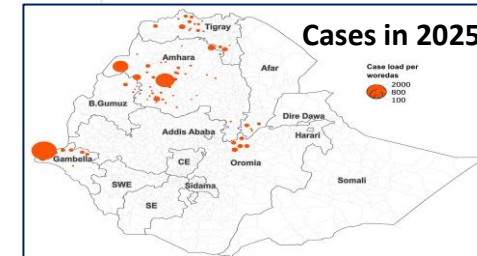 Cases in 2025
Tigray
Amhara
Afar
Case load per
woredas
2000
800
100
B.Gumuz
Dire Dawa
Addis Ababa
Harari
Gambella
CE
Oromia
SWE
Sidama
Somali
SE